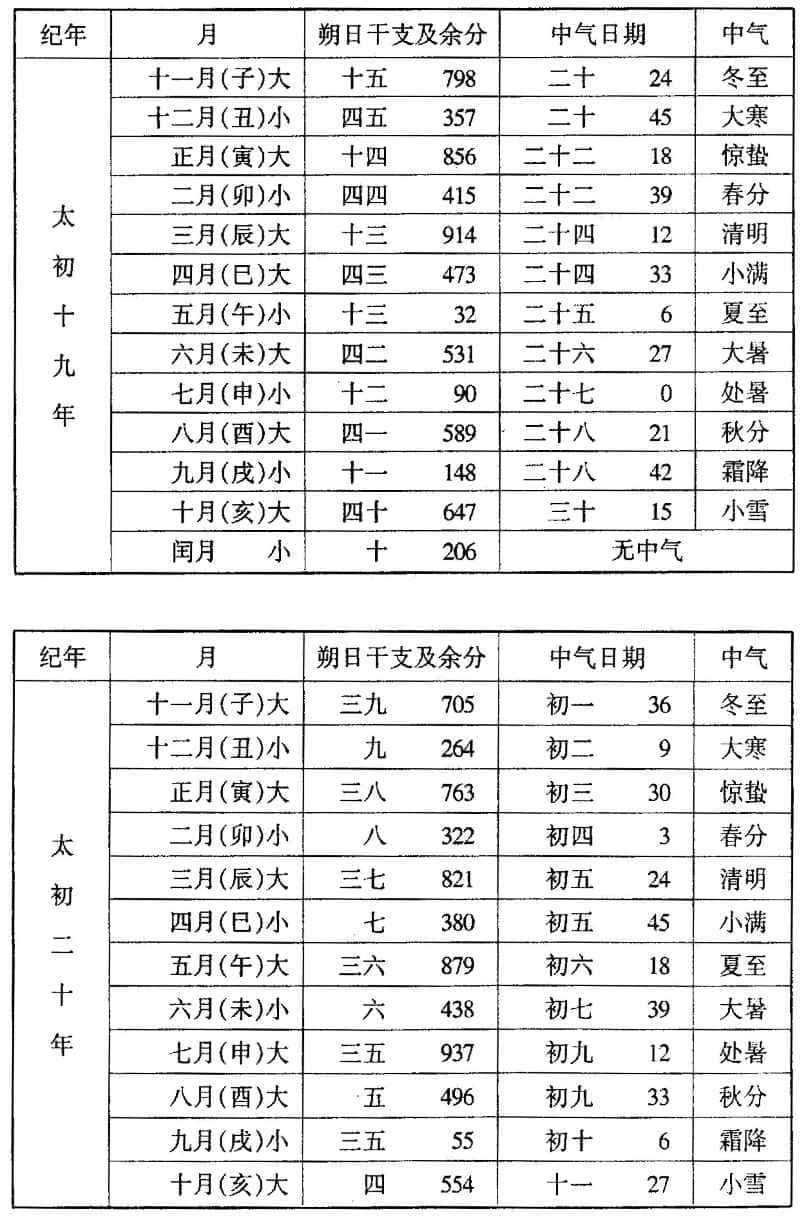 纪年 月 朔日干支及余分 中气日期 中气
太初十九年
十一月(子)大 十五 798 二十 24 冬至
十二月(丑)小 四五 357 二十 45 大寒
正月(寅)大 十四 856 二十二 18 惊蛰
二月(卯)小 四四 415 二十二 39 春分
三月(辰)大 十三 914 二十四 12 清明
四月(巳)大 四三 473 二十四 33 小满
五月(午)小 十三 32 二十五 6 夏至
六月(未)大 四二 531 二十六 27 大暑
七月(申)小 十二 90 二十七 0 处暑
八月(酉)大 四一 589 二十八 21 秋分
九月(戌)小 十一 148 二十八 42 霜降
十月(亥)大 四十 647 三十 15 小雪
闰月 小 十 206 无中气
纪年 月 朔日干支及余分 中气日期 中气
太初二十年
十一月(子)大 三九 705 初一 36 冬至
十二月(丑)小 九 264 初二 9 大寒
正月(寅)大 三八 763 初三 30 惊蛰
二月(卯)小 八 322 初四 3 春分
三月(辰)大 三七 821 初五 24 清明
四月(巳)小 七 380 初五 45 小满
五月(午)大 三六 879 初六 18 夏至
六月(未)小 六 438 初七 39 大暑
七月(申)大 三五 937 初九 12 处暑
八月(酉)大 五 496 初九 33 秋分
九月(戌)小 三五 55 初十 6 霜降
十月(亥)大 四 554 十一 27 小雪